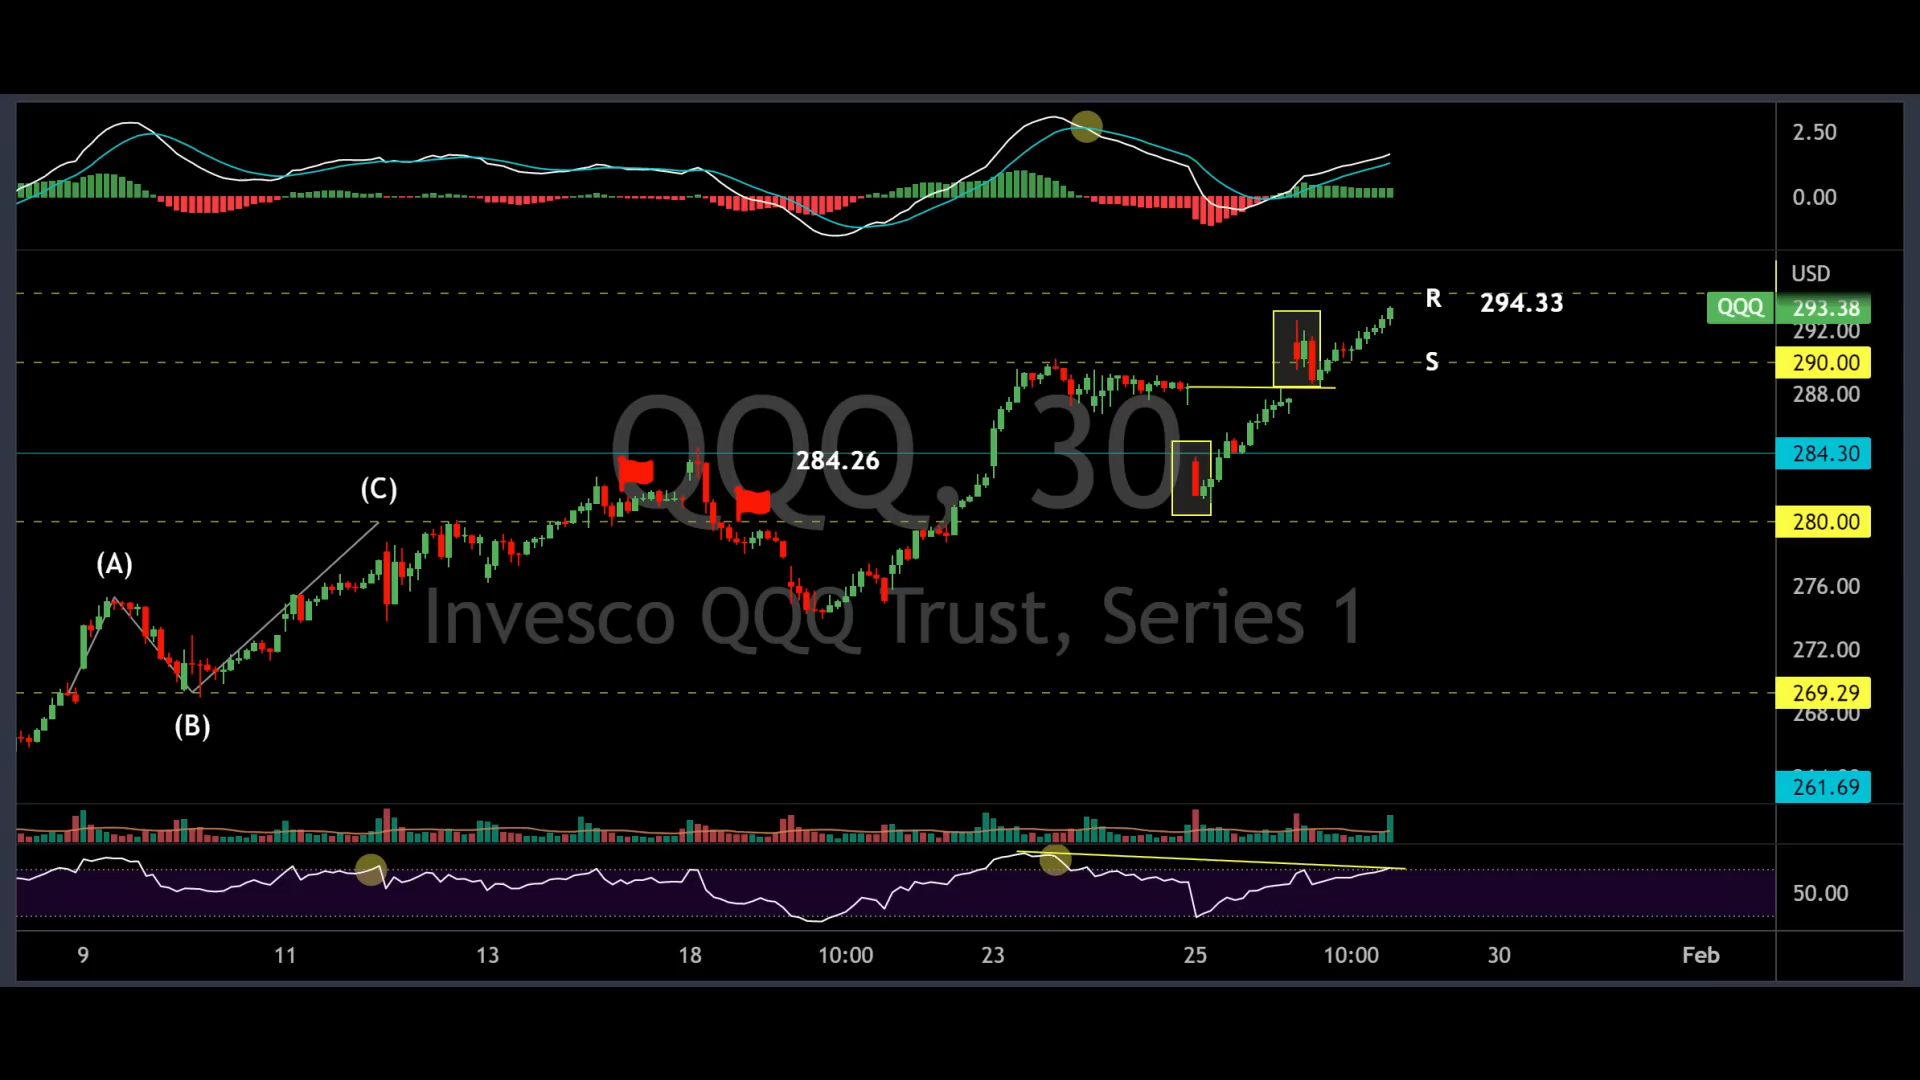 2.50
0.00
USD
R 294.33
QQQ 293.38
292.00
S
290.00
288.00
QQQ, 30
284.26
284.30
(C)
280.00
(A)
276.00
Invesco QQQ Trust, Series 1
272.00
269.29
268.00
(B)
261.69
50.00
9 11 13 18 10:00 23 25 10:00 30 Feb